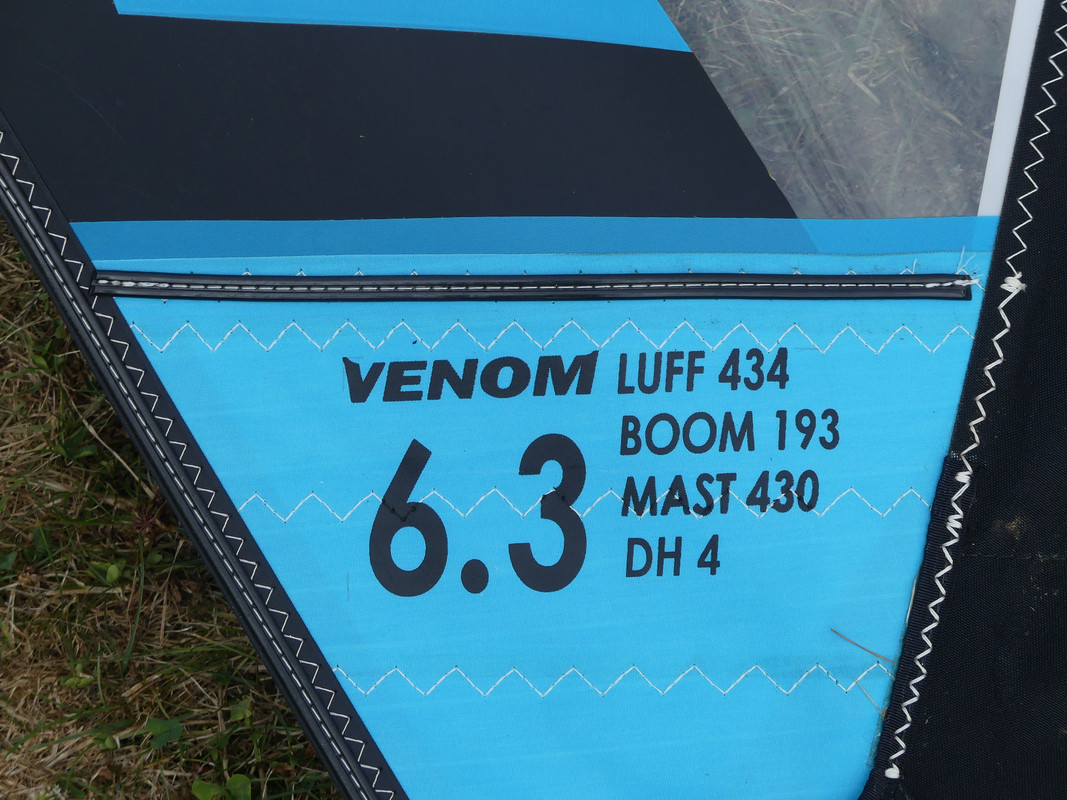 VENOM
6.3
LUFF 434
BOOM 193
MAST 430
DH 4